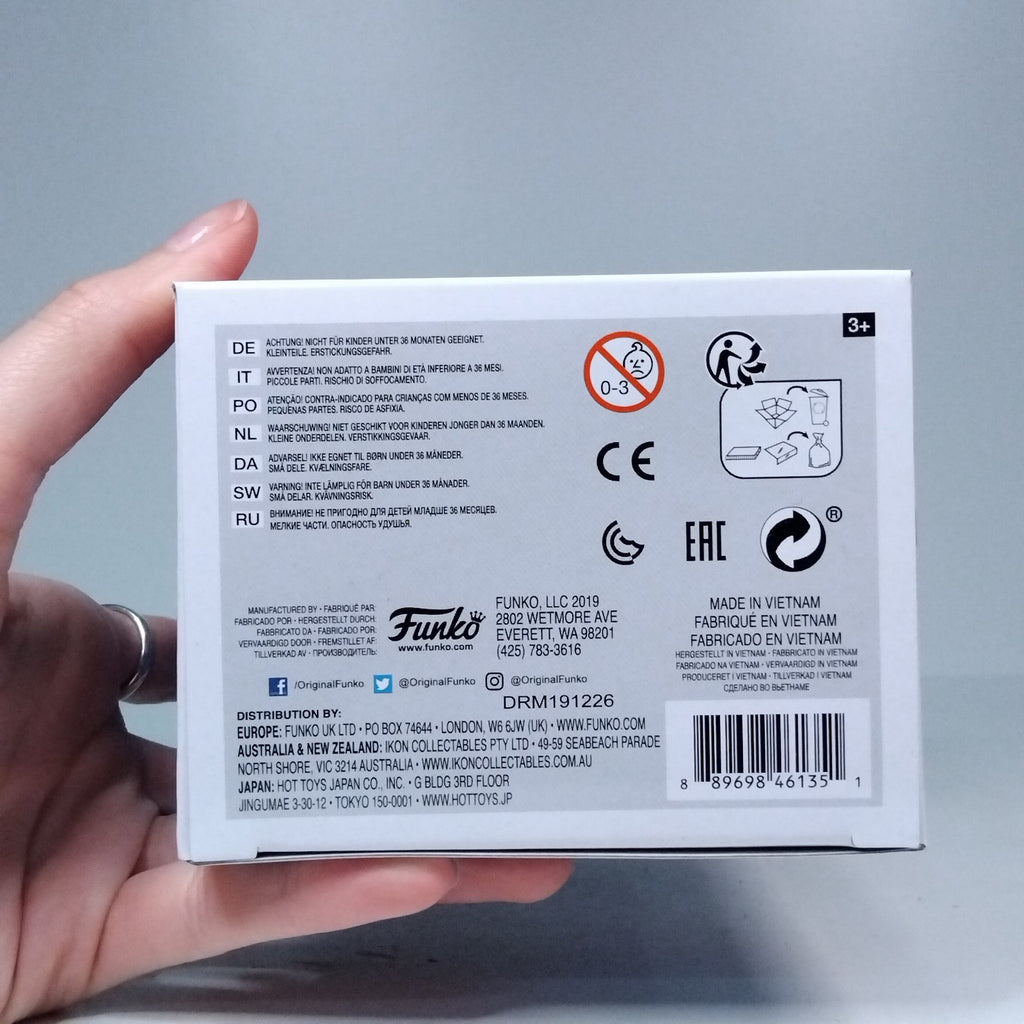 3+
DE ACHTUNG! NICHT FÜR KINDER UNTER 36 MONATEN GEEIGNET.
KLEINTEILE. ERSTICKUNGSGEFAHR.
IT AVVERTENZA! NON ADATTO A BAMBINI DI ETÀ INFERIORE A 36 MESI.
PICCOLE PARTI. RISCHIO DI SOFFOCAMENTO.
PO ATENÇÃO! CONTRA-INDICADO PARA CRIANÇAS COM MENOS DE 36 MESES.
PEQUENAS PARTES. RISCO DE ASFIXIA.
NL WAARSCHUWING! NIET GESCHIKT VOOR KINDEREN JONGER DAN 36 MAANDEN.
KLEINE ONDERDELEN. VERSTIKKINGSGEVAAR.
DA ADVARSEL! IKKE EGNET TIL BØRN UNDER 36 MÅNEDER.
SMÅ DELE. KVÆLNINGSFARE.
SW VARNING! INTE LÄMPLIG FÖR BARN UNDER 36 MÅNADER.
SMÅ DELAR. KVÄVNINGSRISK.
RU ВНИМАНИЕ! НЕ ПРИГОДНО ДЛЯ ДЕТЕЙ МЛАДШЕ 36 МЕСЯЦЕВ.
МЕЛКИЕ ЧАСТИ. ОПАСНОСТЬ УДУШЬЯ.
0-3
CE
EAC
®
MANUFACTURED BY • FABRIQUÉ PAR:
FABRICADO POR • HERGESTELLT DURCH:
FABBRICATO DA • FABRICADO POR:
VERVAARDIGD DOOR • FREMSTILLET AF:
TILLVERKAD AV • ПРОИЗВОДИТЕЛЬ:
Funko
www.funko.com
FUNKO, LLC 2019
2802 WETMORE AVE
EVERETT, WA 98201
(425) 783-3616
/OriginalFunko @OriginalFunko @OriginalFunko
DRM191226
MADE IN VIETNAM
FABRIQUÉ EN VIETNAM
FABRICADO EN VIETNAM
HERGESTELLT IN VIETNAM • FABBRICATO IN VIETNAM
FABRICADO NA VIETNAM • VERVAARDIGD IN VIETNAM
PRODUCERET I VIETNAM • TILLVERKAD I VIETNAM
СДЕЛАНО ВО ВЬЕТНАМЕ
DISTRIBUTION BY:
EUROPE: FUNKO UK LTD • PO BOX 74644 • LONDON, W6 6JW (UK) • WWW.FUNKO.COM
AUSTRALIA & NEW ZEALAND: IKON COLLECTABLES PTY LTD • 49-59 SEABEACH PARADE
NORTH SHORE, VIC 3214 AUSTRALIA • WWW.IKONCOLLECTABLES.COM.AU
JAPAN: HOT TOYS JAPAN CO., INC. • G BLDG 3RD FLOOR
JINGUMAE 3-30-12 • TOKYO 150-0001 • WWW.HOTTOYS.JP
8 89698 46135 1